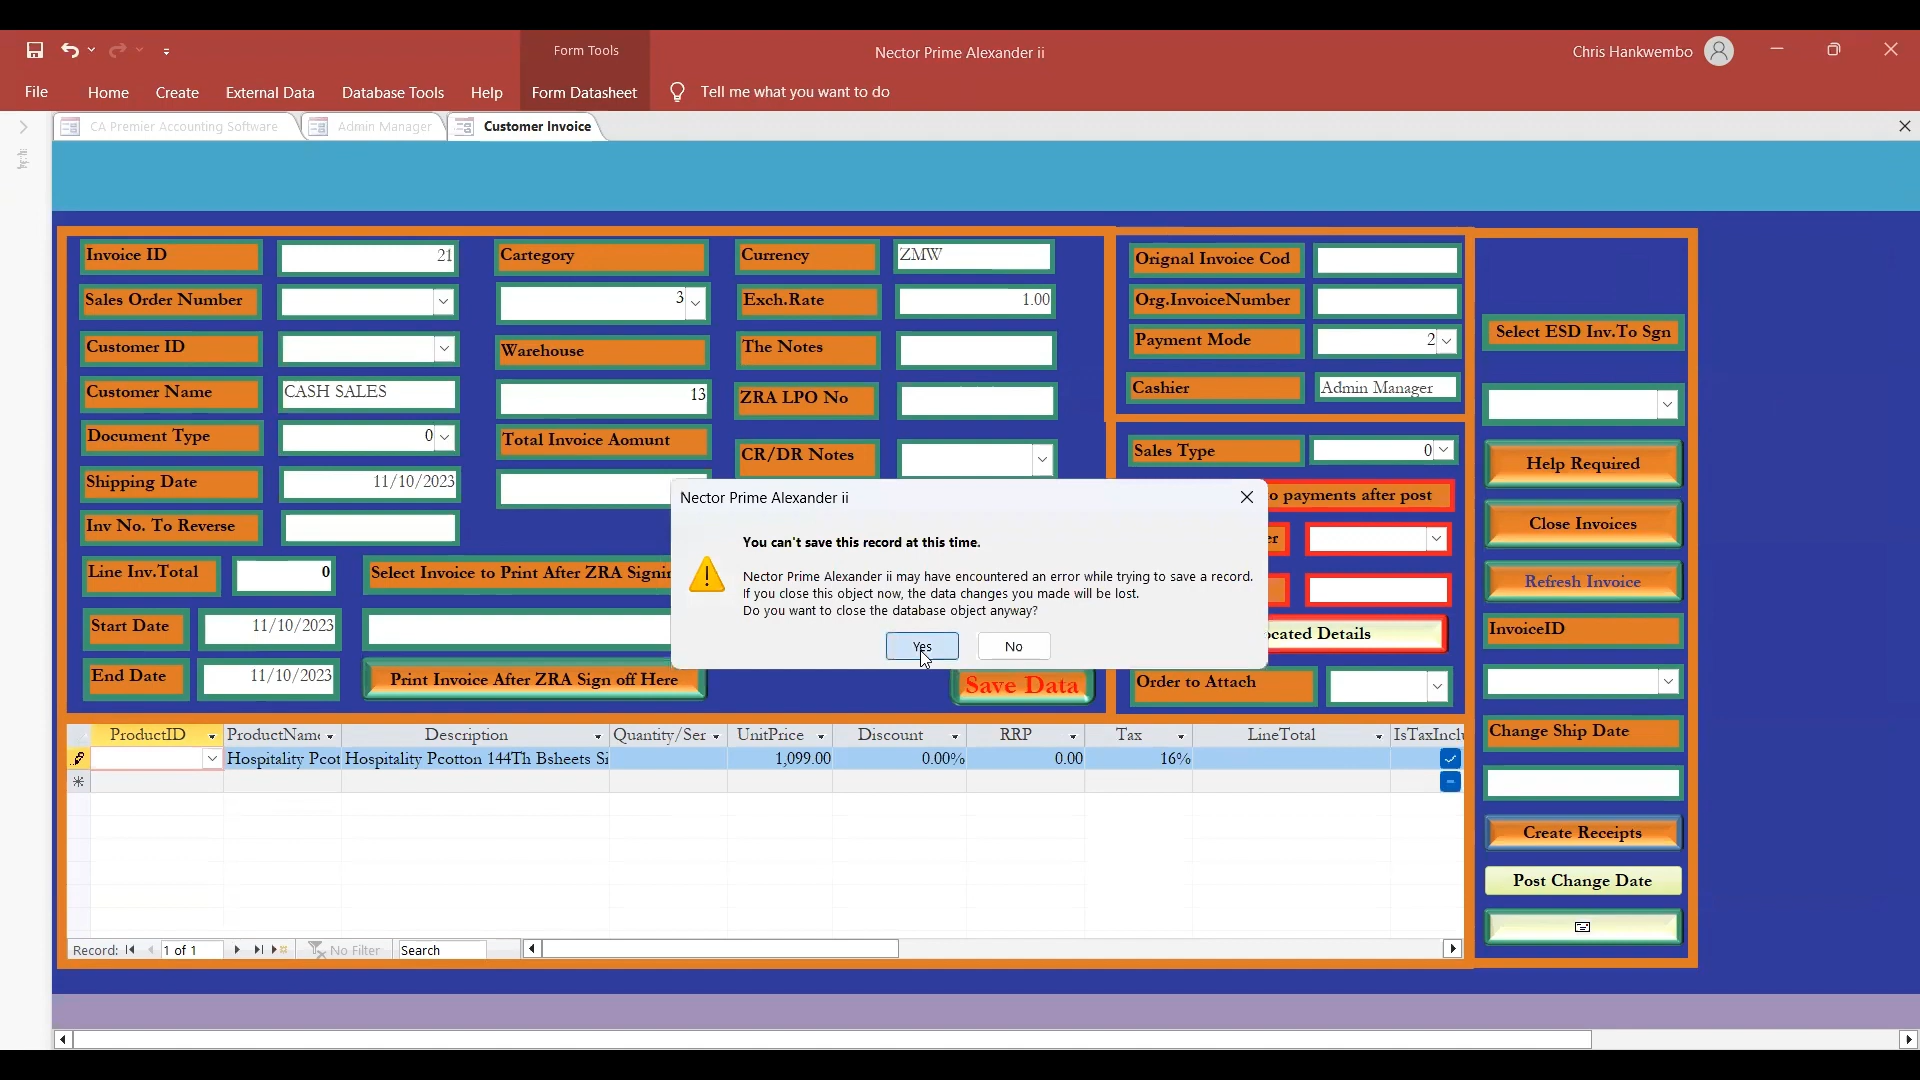 Form Tools
Nector Prime Alexander ii
Chris Hankwembo
File Home Create External Data Database Tools Help Form Datasheet Tell me what you want to do
CA Premier Accounting Software Admin Manager Customer Invoice
Invoice ID 21 Cartegory Currency ZMW Orignal Invoice Cod
Sales Order Number 3 Exch.Rate 1.00 Org.InvoiceNumber
Select ESD Inv.To Sgn
Customer ID Warehouse The Notes Payment Mode 2
Customer Name CASH SALES 13 ZRA LPO No Cashier Admin Manager
Document Type 0 Total Invoice Aomunt CR/DR Notes Sales Type 0
Help Required
Shipping Date 11/10/2023
o payments after post
Inv No. To Reverse
Close Invoices
er
Nector Prime Alexander ii
You can't save this record at this time.
Nector Prime Alexander ii may have encountered an error while trying to save a record.
If you close this object now, the data changes you made will be lost.
Do you want to close the database object anyway?
Yes No
Line Inv.Total 0 Select Invoice to Print After ZRA Signin
Refresh Invoice
Start Date 11/10/2023
ocated Details
InvoiceID
End Date 11/10/2023 Print Invoice After ZRA Sign off Here Save Data Order to Attach
ProductID ProductName Description Quantity/Ser UnitPrice Discount RRP Tax LineTotal IsTaxInclu
Change Ship Date
Hospitality Pcot Hospitality Pcotton 144Th Bsheets Si 1,099.00 0.00% 0.00 16%
Create Receipts
Post Change Date
Record: 1 of 1 No Filter Search